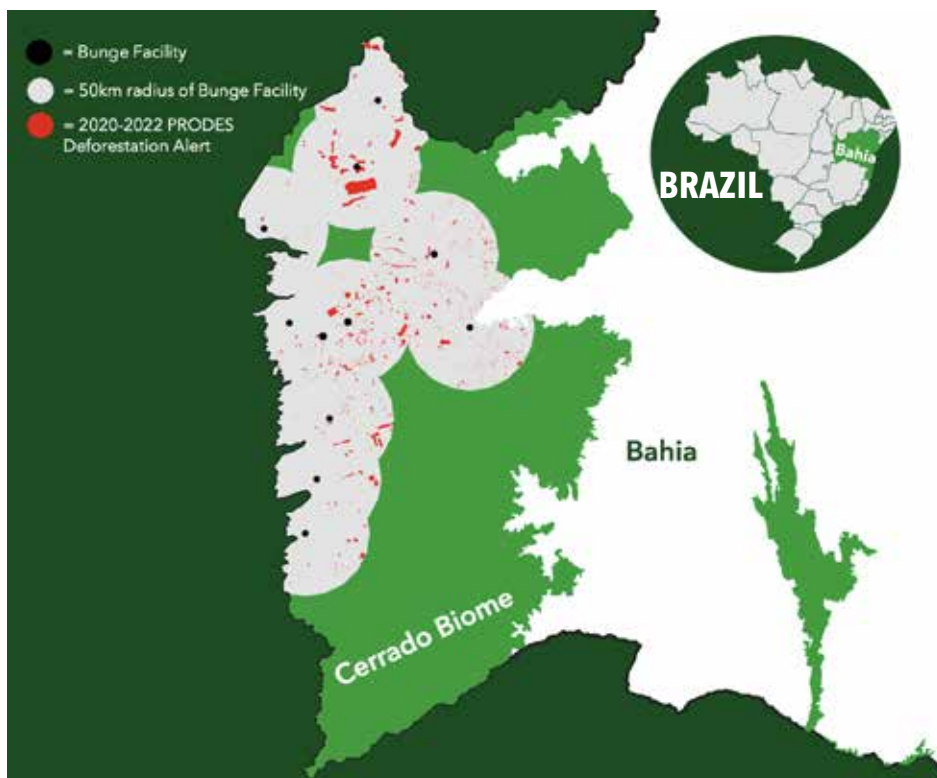 = Bunge Facility
= 50km radius of Bunge Facility
= 2020-2022 PRODES
Deforestation Alert
Bahia
BRAZIL
Bahia
Cerrado Biome